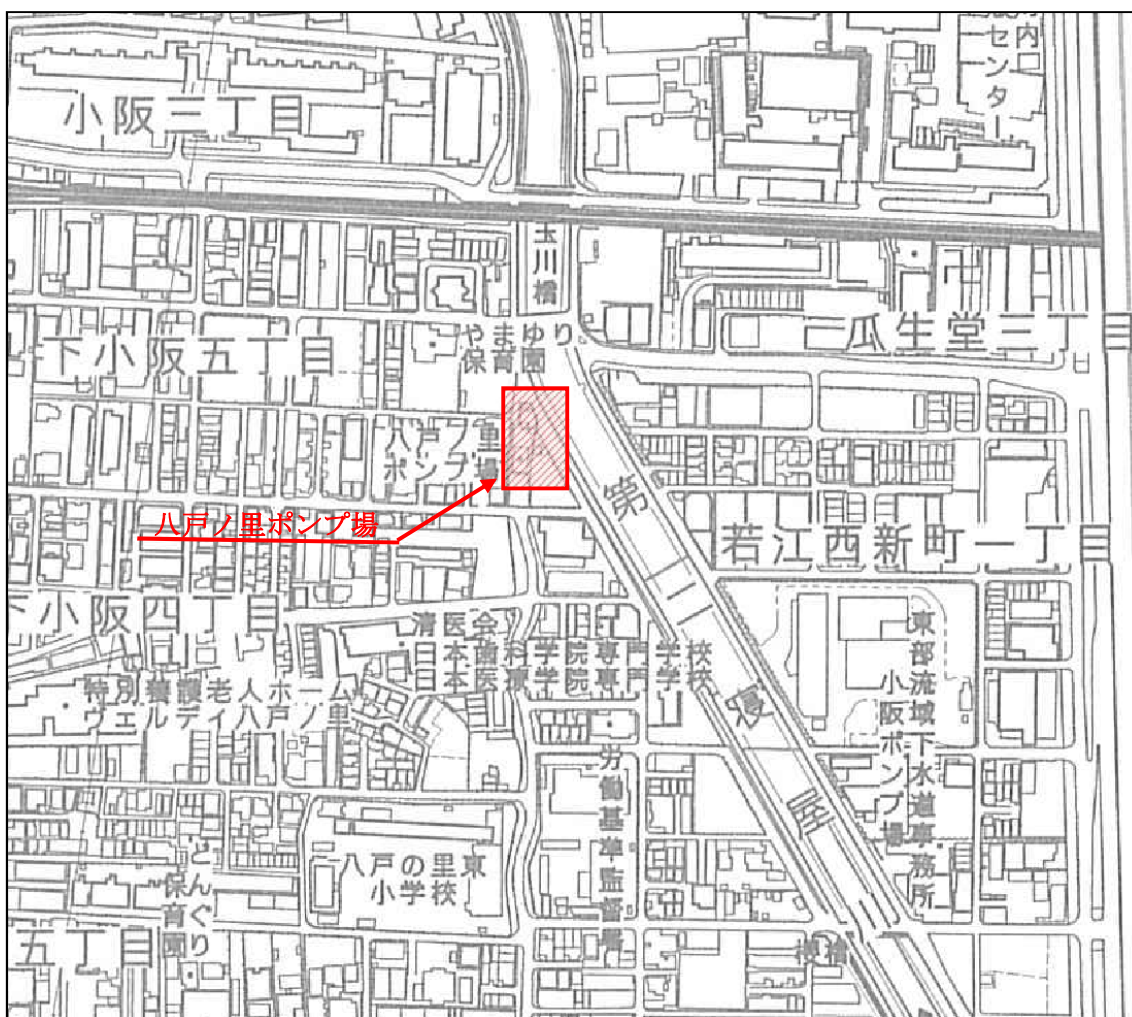 内
センター
小阪三丁目
玉川橋
やまゆり
保育園
瓜生堂三丁目
下小阪五丁目
八戸ノ里
ポンプ場
八戸ノ里ポンプ場
第二寝屋
若江西新町一丁目
下小阪四丁目
清医会
日本歯科学院専門学校
日本医療学院専門学校
東部流域下水道事務所
小阪ポンプ場
特別養護老人ホーム
ヴェルディ八戸ノ里
労働基準監督署
八戸の里東
小学校
どんぐり
保育園
五丁目